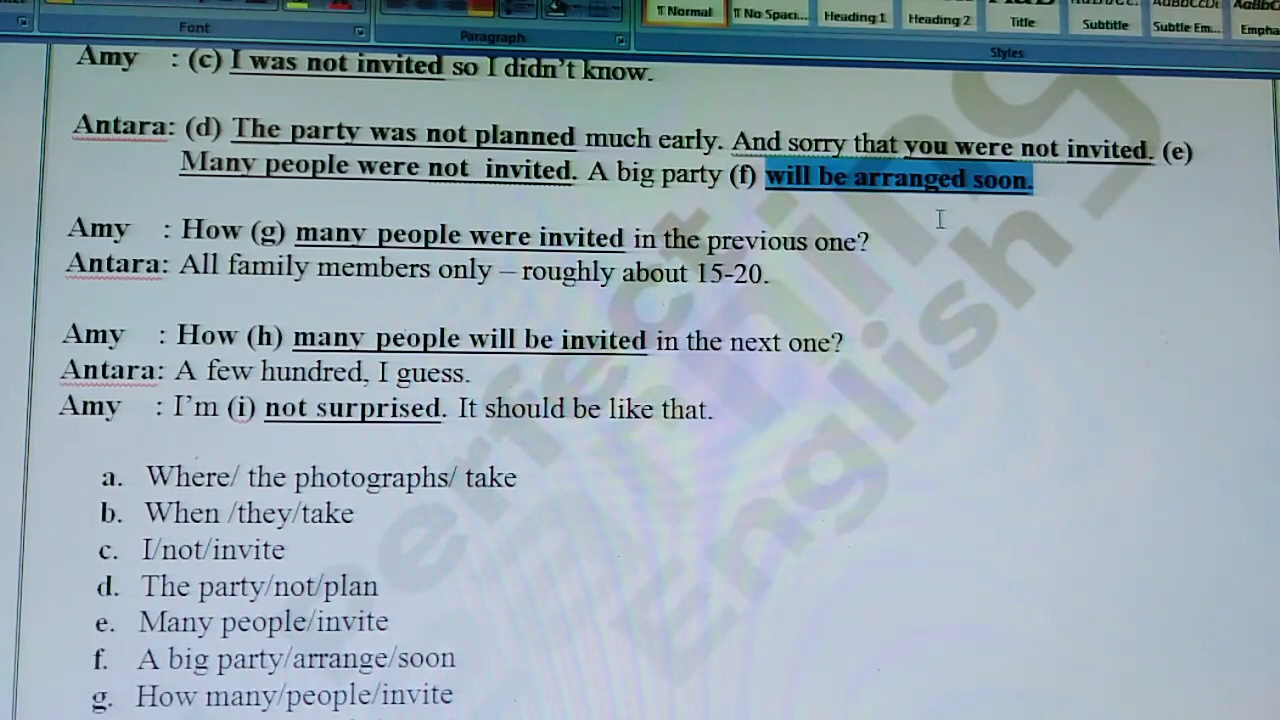 ¶ Normal ¶ No Spaci... Heading 1 Heading 2 Title Subtitle Subtle Em... Empha
Font Paragraph Styles
Amy : (c) I was not invited so I didn't know.
Antara: (d) The party was not planned much early. And sorry that you were not invited. (e)
Many people were not invited. A big party (f) will be arranged soon.
Amy : How (g) many people were invited in the previous one?
Antara: All family members only – roughly about 15-20.
Amy : How (h) many people will be invited in the next one?
Antara: A few hundred, I guess.
Amy : I'm (i) not surprised. It should be like that.
a. Where/ the photographs/ take
b. When /they/take
c. I/not/invite
d. The party/not/plan
e. Many people/invite
f. A big party/arrange/soon
g. How many/people/invite